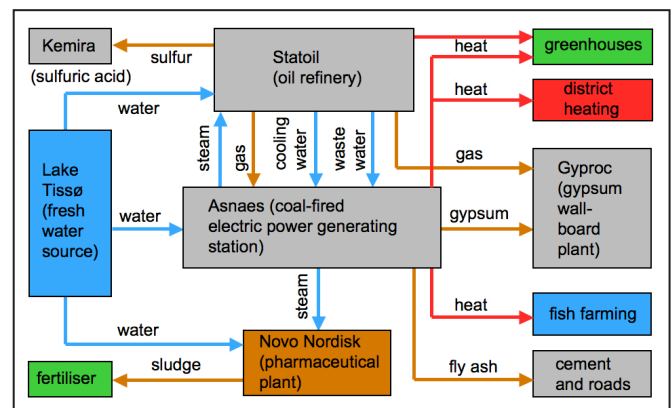 Kemira
(sulfuric acid)
sulfur
Statoil
(oil refinery)
heat
greenhouses
water
heat
district
heating
steam
gas
cooling
water
waste
water
gas
Lake
Tissø
(fresh
water
source)
Gyproc
(gypsum
wall-
board
plant)
water
Asnaes (coal-fired
electric power generating
station)
gypsum
steam
heat
fish farming
water
Novo Nordisk
(pharmaceutical
plant)
fertiliser
sludge
fly ash
cement
and roads